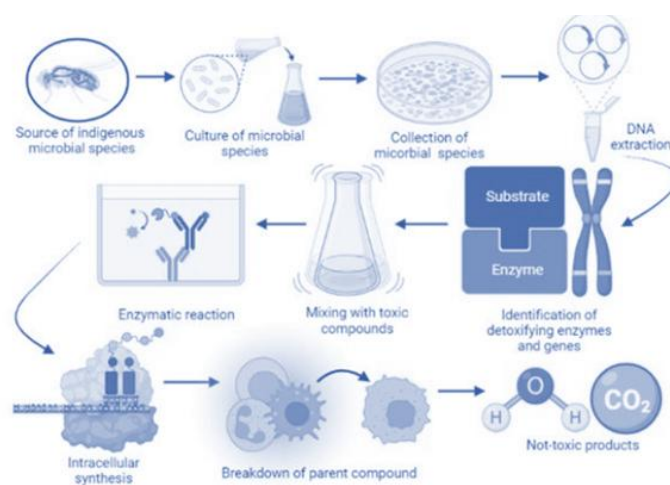 Source of indigenous
microbial species
Culture of microbial
species
Collection of
micorbial species
DNA
extraction
Substrate
Enzyme
Identification of
detoxifying enzymes
and genes
Mixing with toxic
compounds
Enzymatic reaction
Intracellular
synthesis
Breakdown of parent compound
H
O
H
CO₂
Not-toxic products